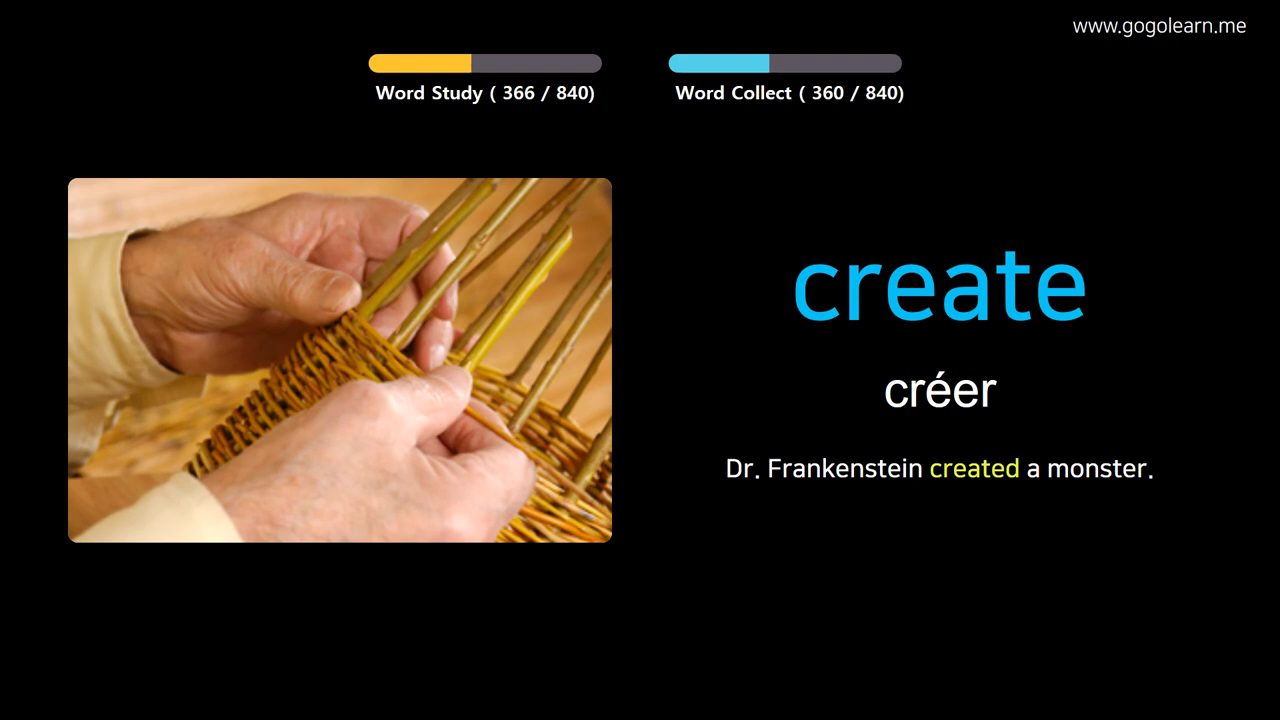 www.gogolearn.me
Word Study ( 366 / 840)
Word Collect ( 360 / 840)
create
créer
Dr. Frankenstein created a monster.